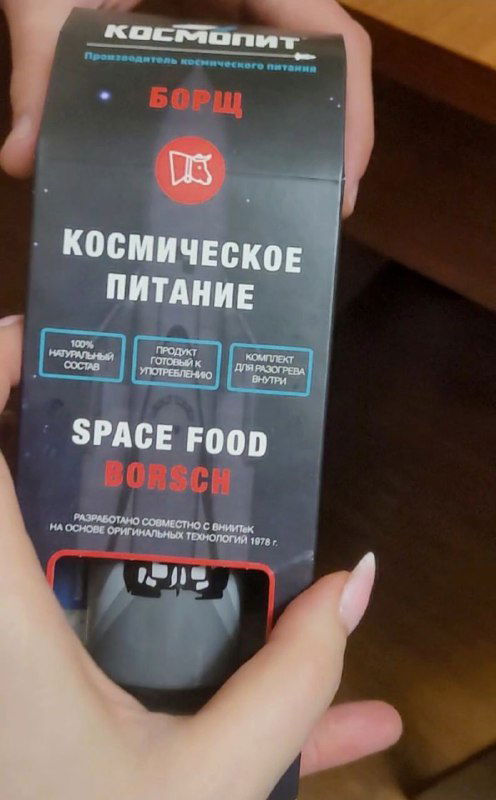 КОСМОПИТ
Производитель космического питания
БОРЩ
КОСМИЧЕСКОЕ
ПИТАНИЕ
100%
НАТУРАЛЬНЫЙ
СОСТАВ
ПРОДУКТ
ГОТОВЫЙ К
УПОТРЕБЛЕНИЮ
КОМПЛЕКТ
ДЛЯ РАЗОГРЕВА
ВНУТРИ
SPACE FOOD
BORSCH
РАЗРАБОТАНО СОВМЕСТНО С ВНИИТеК
НА ОСНОВЕ ОРИГИНАЛЬНЫХ ТЕХНОЛОГИЙ 1978 г.